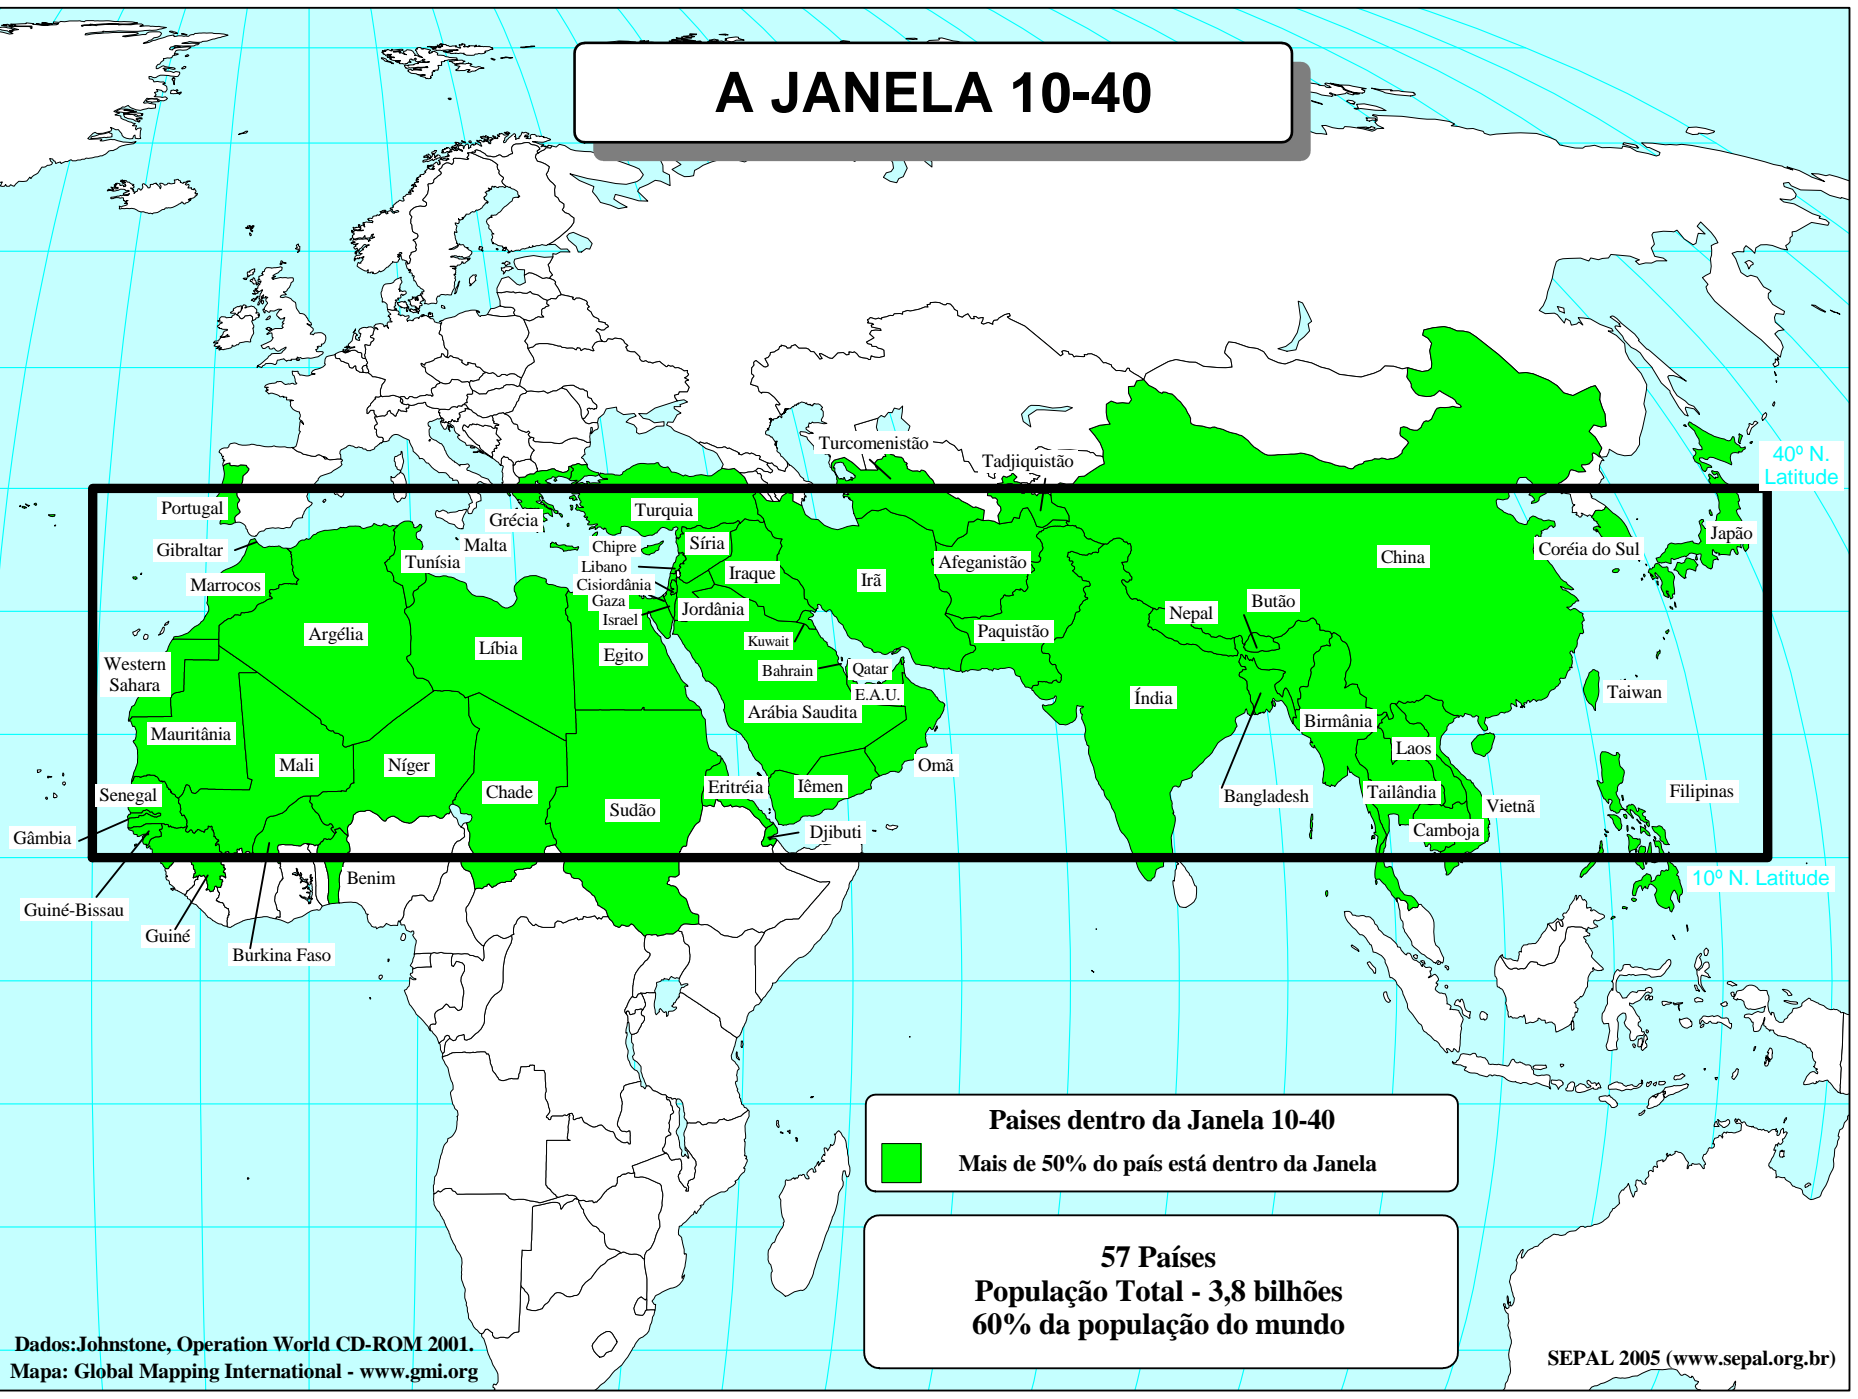 A JANELA 10-40
40º N.
Latitude
Turcomenistão
Tadjiquistão
Portugal
Grécia
Turquia
Gibraltar
Malta
Tunísia
Marrocos
Chipre
Líbano
Cisiordânia
Gaza
Israel
Síria
Iraque
Jordânia
Irã
Afeganistão
China
Coréia do Sul
Japão
Argélia
Líbia
Egito
Kuwait
Bahrain
Qatar
E.A.U.
Arábia Saudita
Paquistão
Nepal
Butão
Índia
Western
Sahara
Mauritânia
Mali
Níger
Chade
Sudão
Eritréia
Iêmen
Omã
Djibuti
Birmânia
Laos
Tailândia
Vietnã
Camboja
Bangladesh
Taiwan
Filipinas
Senegal
Gâmbia
Guiné-Bissau
Guiné
Burkina Faso
Benim
10º N. Latitude
Paises dentro da Janela 10-40
Mais de 50% do país está dentro da Janela
57 Países
População Total - 3,8 bilhões
60% da população do mundo
Dados:Johnstone, Operation World CD-ROM 2001.
Mapa: Global Mapping International - www.gmi.org
SEPAL 2005 (www.sepal.org.br)